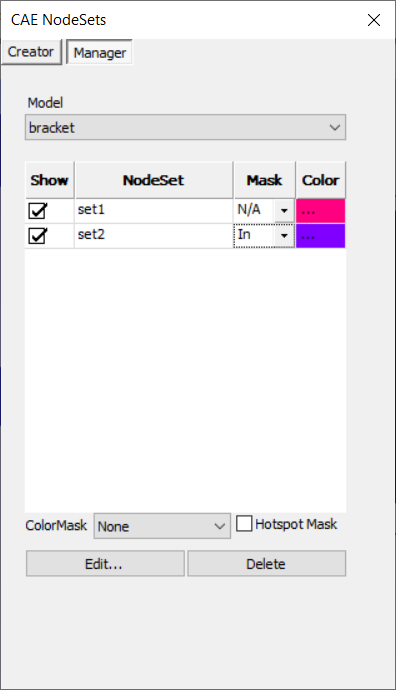 CAE NodeSets
Creator Manager
Model
bracket
Show NodeSet Mask Color
set1 N/A ...
set2 In ...
ColorMask None Hotspot Mask
Edit... Delete